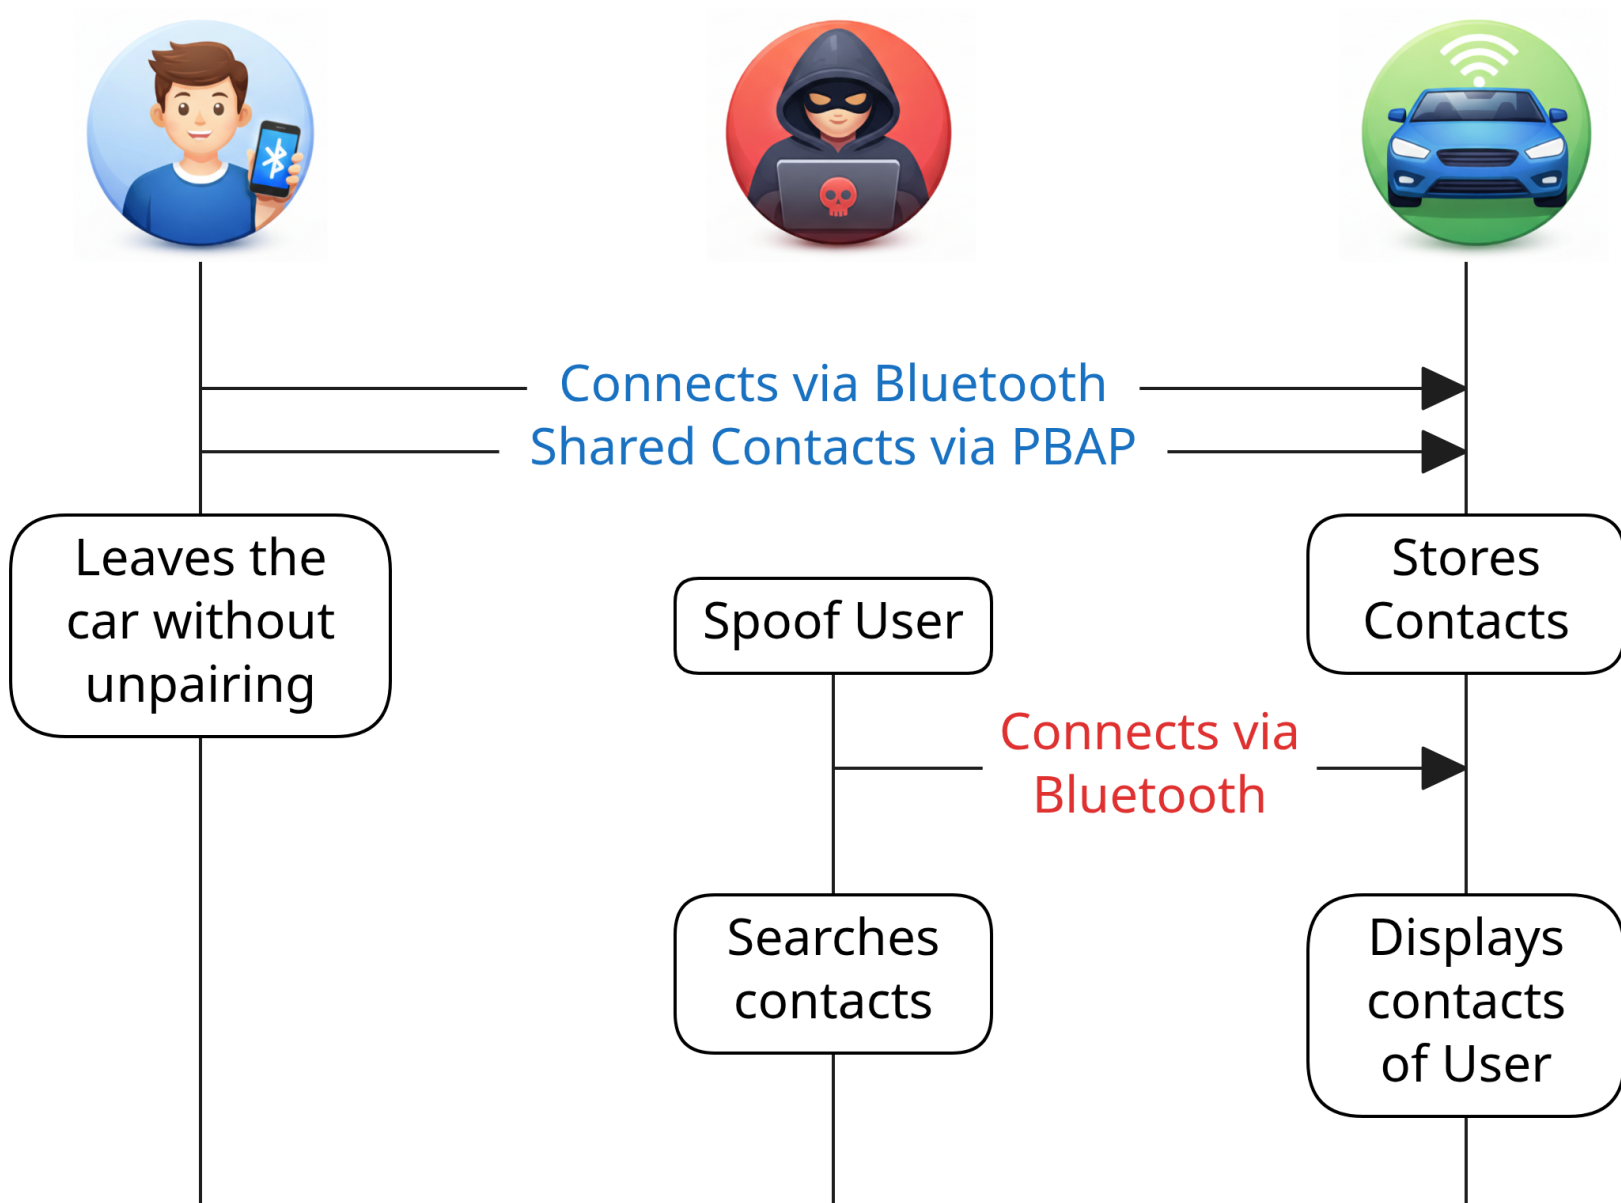 Connects via Bluetooth
Shared Contacts via PBAP
Leaves the
car without
unpairing
Spoof User
Stores
Contacts
Connects via
Bluetooth
Searches
contacts
Displays
contacts
of User